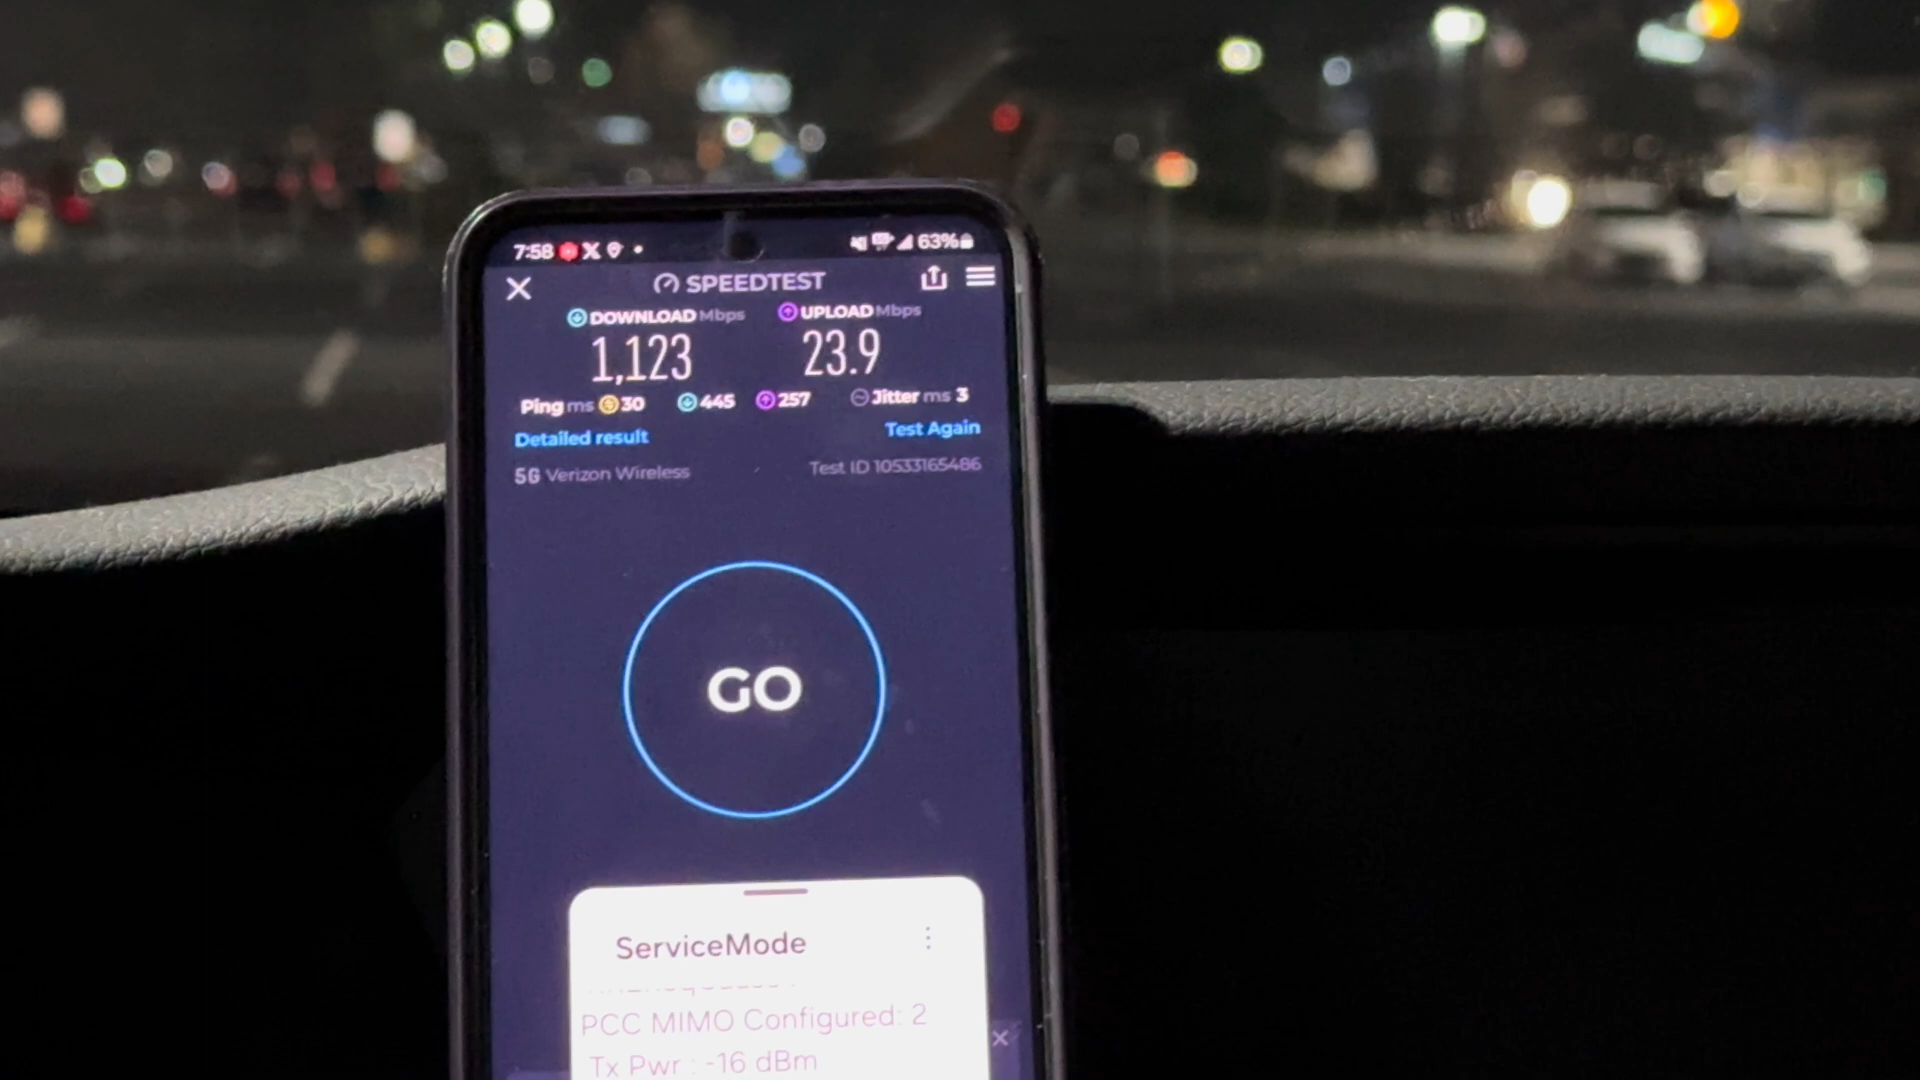 7:58 X 63%
SPEEDTEST
DOWNLOAD Mbps UPLOAD Mbps
1,123 23.9
Ping ms 30 445 257 Jitter ms 3
Detailed result Test Again
5G Verizon Wireless Test ID 10533165486
GO
ServiceMode
PCC MIMO Configured: 2
Tx Pwr : -16 dBm